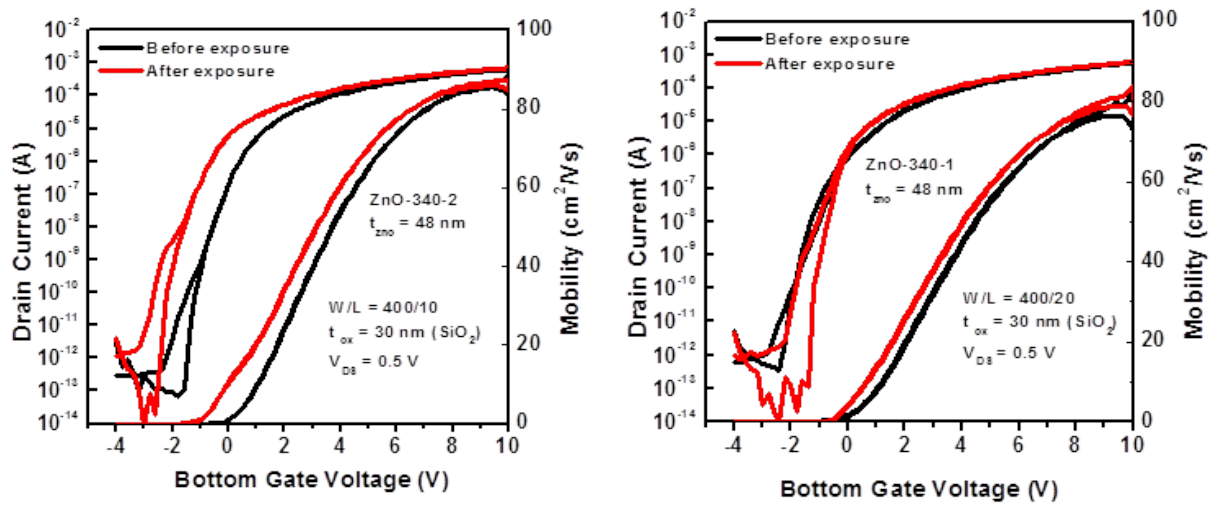 10-2
10-3
10-4
10-5
10-6
10-7
10-8
10-9
10-10
10-11
10-12
10-13
10-14
Drain Current (A)
Before exposure
After exposure
ZnO-340-2
tzno = 48 nm
W/L = 400/10
tox = 30 nm (SiO2)
VDS = 0.5 V
100
80
60
40
20
0
Mobility (cm2/Vs)
-4 -2 0 2 4 6 8 10
Bottom Gate Voltage (V)
10-2
10-3
10-4
10-5
10-6
10-7
10-8
10-9
10-10
10-11
10-12
10-13
10-14
Drain Current (A)
Before exposure
After exposure
ZnO-340-1
tzno = 48 nm
W/L = 400/20
tox = 30 nm (SiO2)
VDS = 0.5 V
100
80
60
40
20
0
Mobility (cm2/Vs)
-4 -2 0 2 4 6 8 10
Bottom Gate Voltage (V)